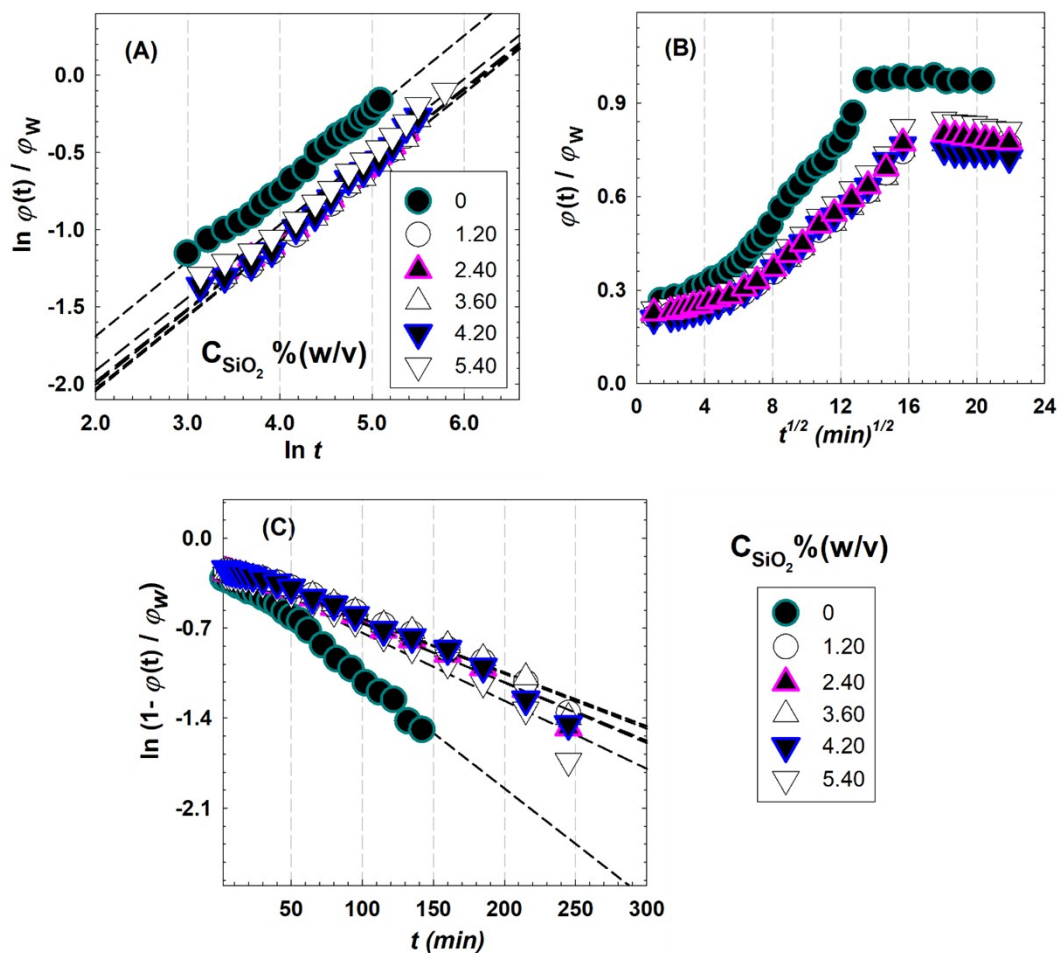 (A)
ln φ(t) / φw
0.0
-0.5
-1.0
-1.5
-2.0
2.0 3.0 4.0 5.0 6.0
ln t
C SiO2 %(w/v)
0
1.20
2.40
3.60
4.20
5.40
(B)
φ(t) / φw
0.9
0.6
0.3
0.0
0 4 8 12 16 20 24
t^1/2 (min)^1/2
(C)
ln (1- φ(t) / φw)
0.0
-0.7
-1.4
-2.1
50 100 150 200 250 300
t (min)
C SiO2 %(w/v)
0
1.20
2.40
3.60
4.20
5.40